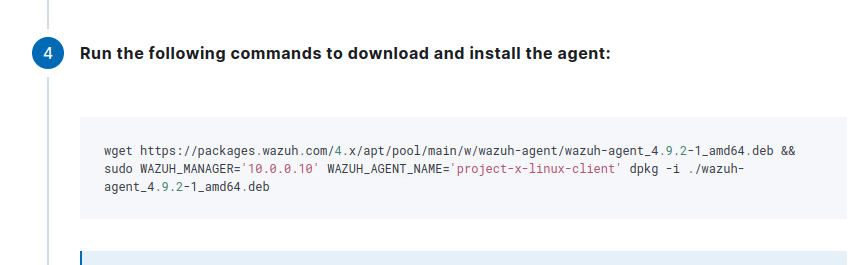 4
Run the following commands to download and install the agent:
wget https://packages.wazuh.com/4.x/apt/pool/main/w/wazuh-agent/wazuh-agent_4.9.2-1_amd64.deb &&
sudo WAZUH_MANAGER='10.0.0.10' WAZUH_AGENT_NAME='project-x-linux-client' dpkg -i ./wazuh-
agent_4.9.2-1_amd64.deb